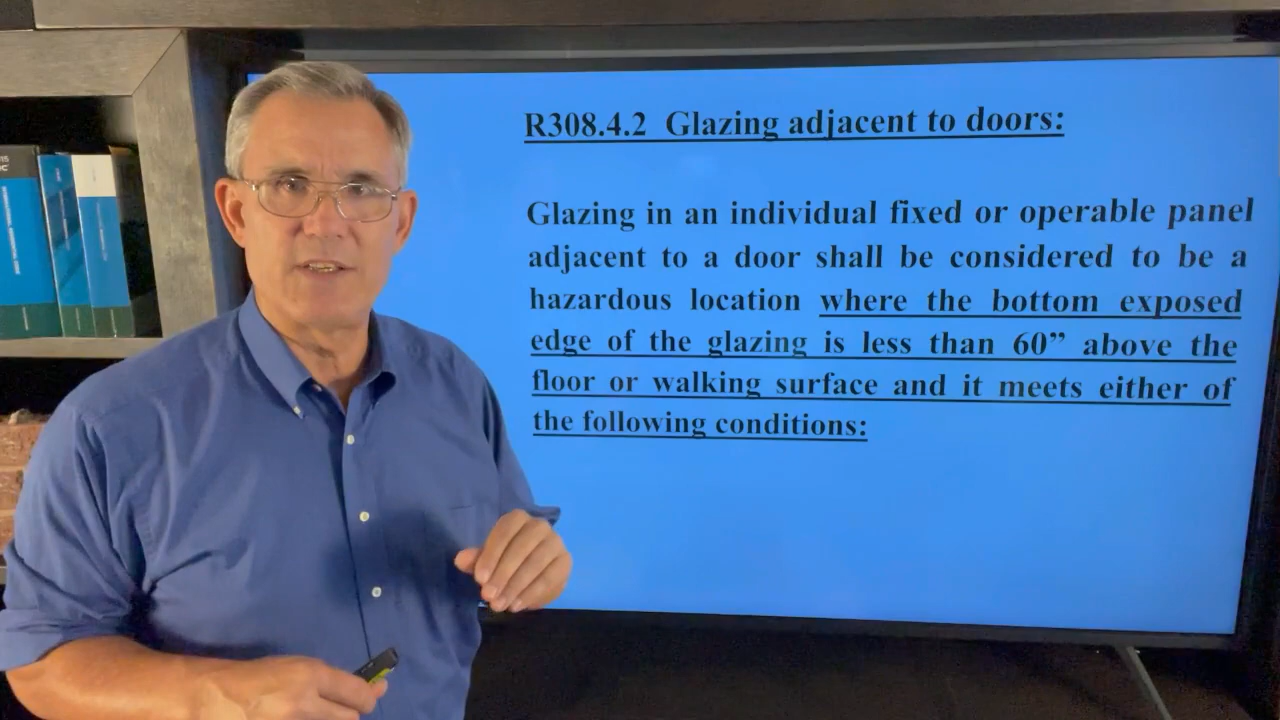 R308.4.2 Glazing adjacent to doors:
Glazing in an individual fixed or operable panel
adjacent to a door shall be considered to be a
hazardous location where the bottom exposed
edge of the glazing is less than 60” above the
floor or walking surface and it meets either of
the following conditions: